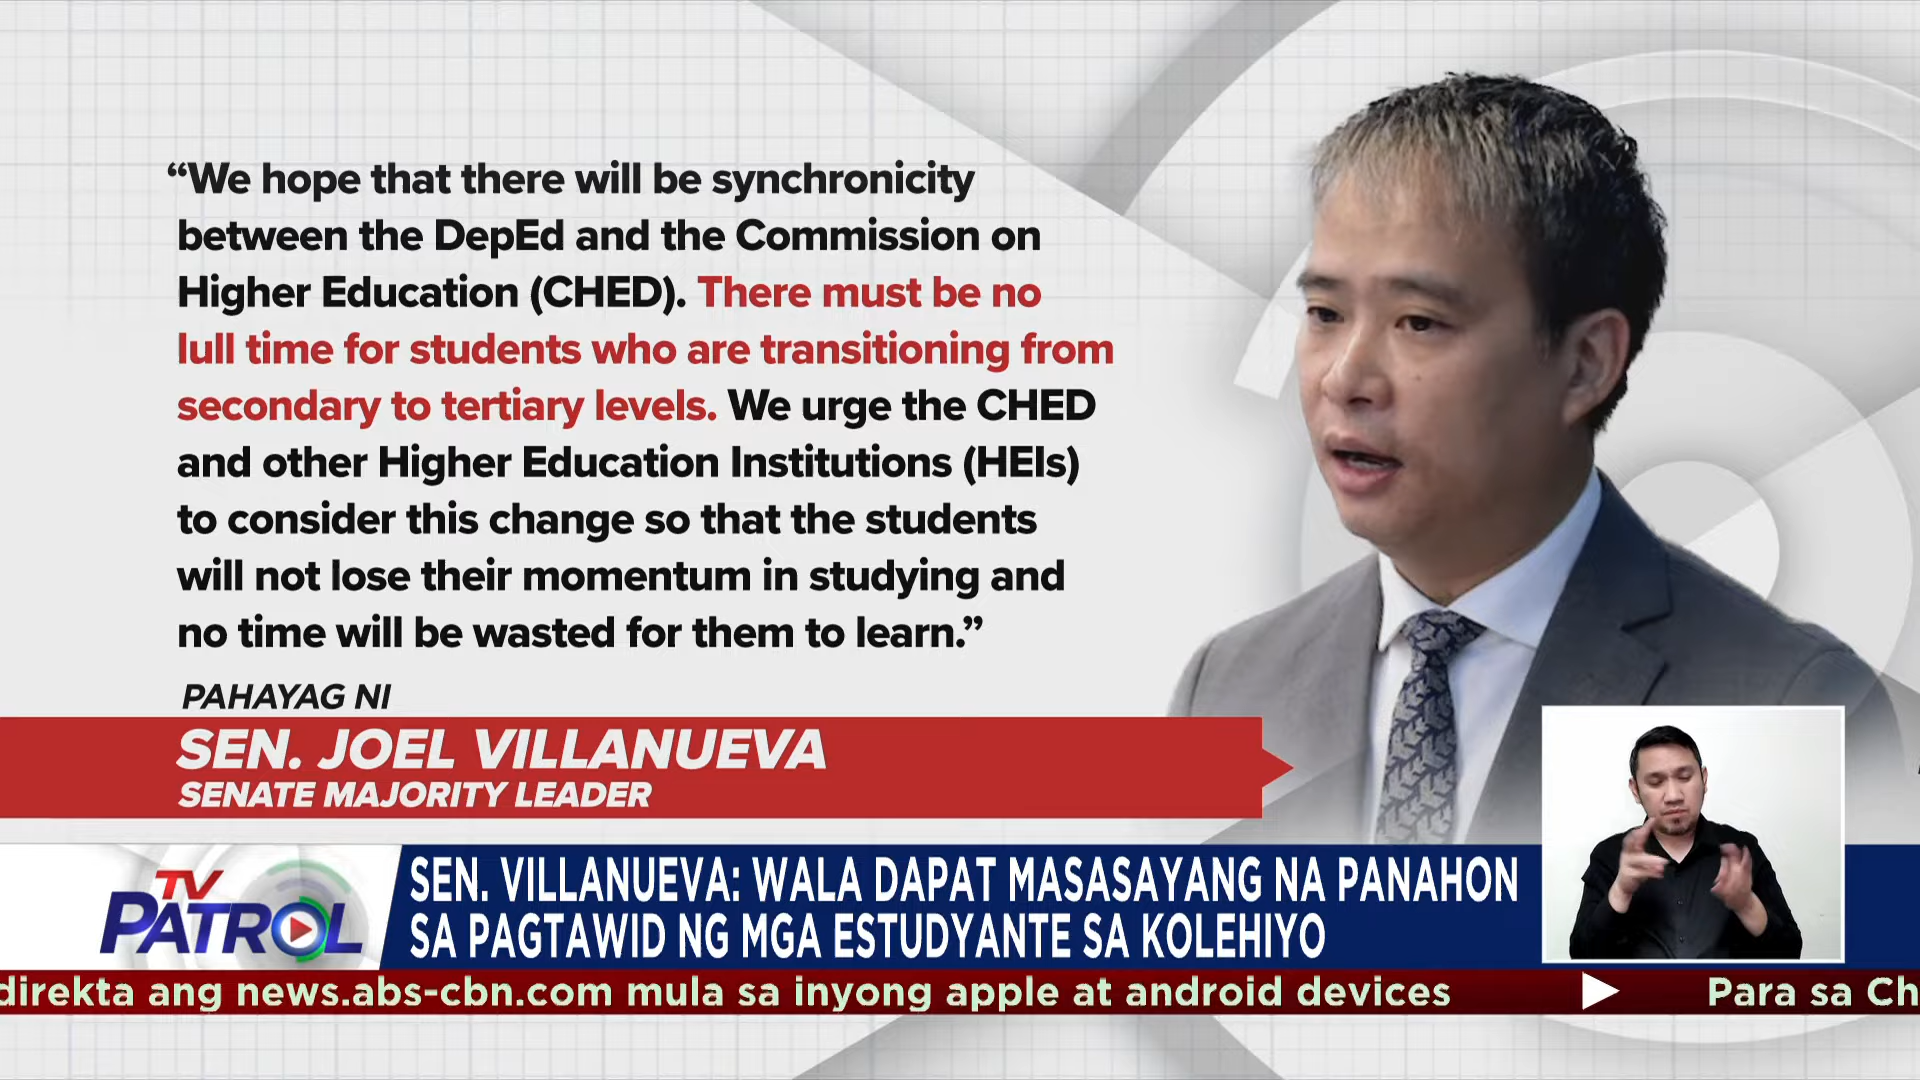 “We hope that there will be synchronicity
between the DepEd and the Commission on
Higher Education (CHED). There must be no
lull time for students who are transitioning from
secondary to tertiary levels. We urge the CHED
and other Higher Education Institutions (HEIs)
to consider this change so that the students
will not lose their momentum in studying and
no time will be wasted for them to learn.”
PAHAYAG NI
SEN. JOEL VILLANUEVA
SENATE MAJORITY LEADER
TV
PATROL
SEN. VILLANUEVA: WALA DAPAT MASASAYANG NA PANAHON
SA PAGTAWID NG MGA ESTUDYANTE SA KOLEHIYO
direkta ang news.abs-cbn.com mula sa inyong apple at android devices Para sa Ch